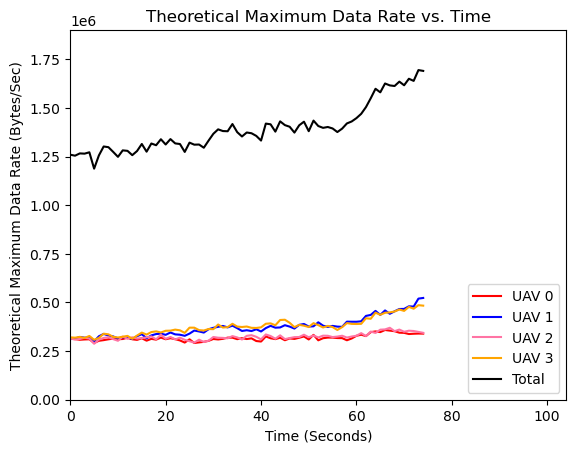 Theoretical Maximum Data Rate vs. Time
1e6
Theoretical Maximum Data Rate (Bytes/Sec)
1.75
1.50
1.25
1.00
0.75
0.50
0.25
0.00
0
20
40
60
80
100
Time (Seconds)
UAV 0
UAV 1
UAV 2
UAV 3
Total